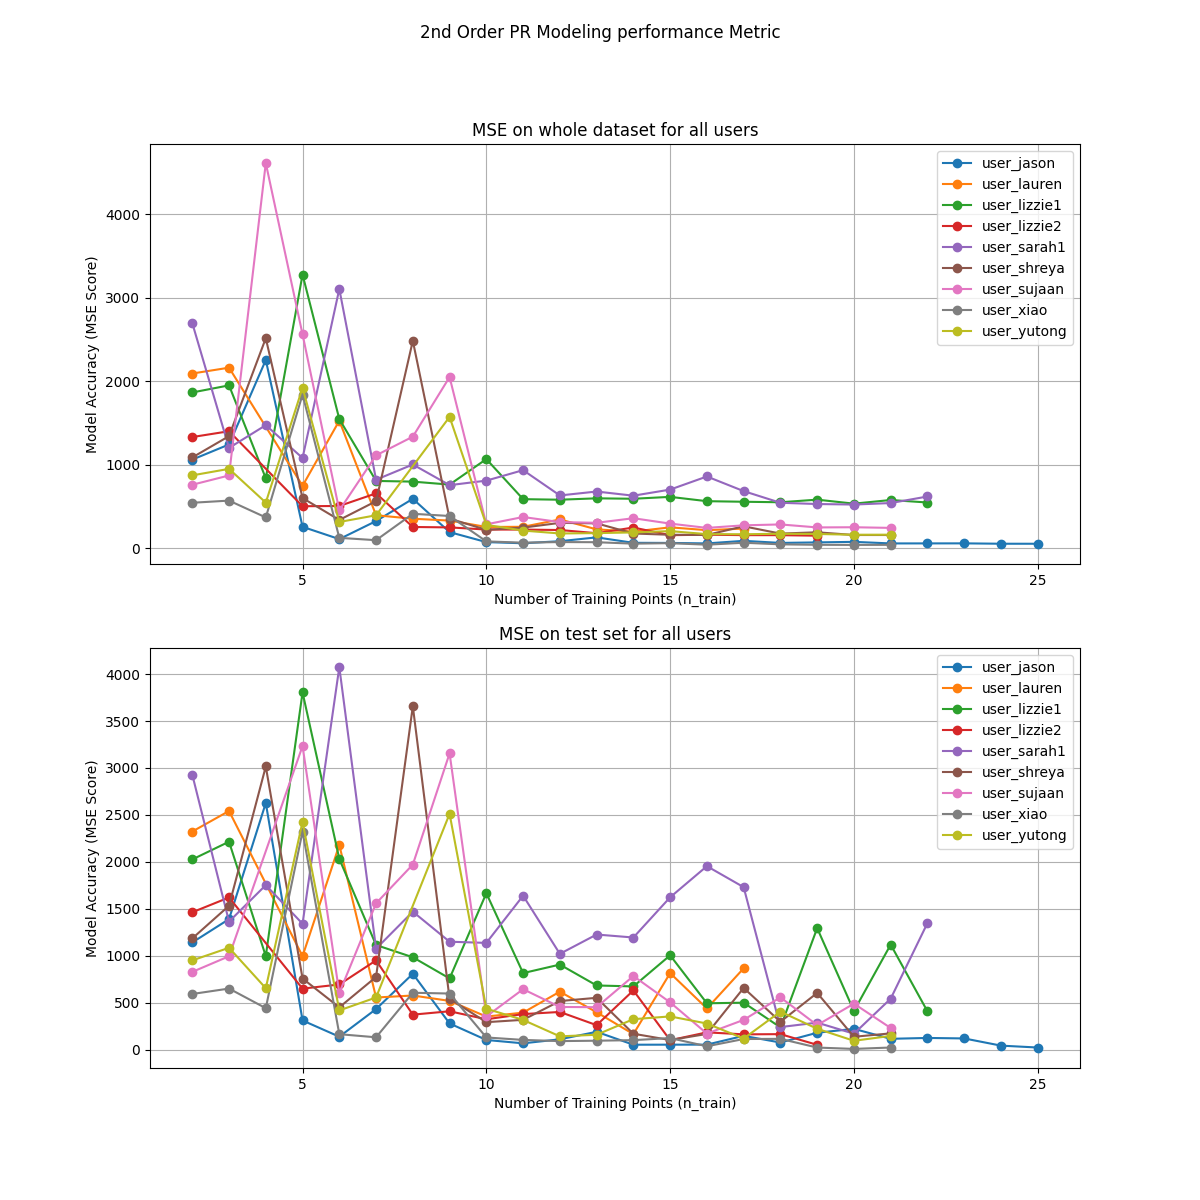 2nd Order PR Modeling performance Metric
MSE on whole dataset for all users
Model Accuracy (MSE Score)
4000
3000
2000
1000
0
5
10
15
20
25
Number of Training Points (n_train)
user_jason
user_lauren
user_lizzie1
user_lizzie2
user_sarah1
user_shreya
user_sujaan
user_xiao
user_yutong
MSE on test set for all users
Model Accuracy (MSE Score)
4000
3500
3000
2500
2000
1500
1000
500
0
5
10
15
20
25
Number of Training Points (n_train)
user_jason
user_lauren
user_lizzie1
user_lizzie2
user_sarah1
user_shreya
user_sujaan
user_xiao
user_yutong